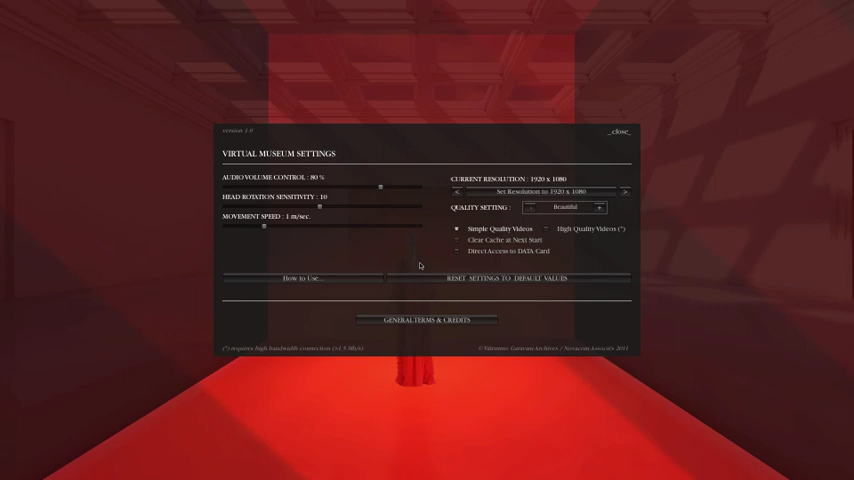 version 1.0
_close_
VIRTUAL MUSEUM SETTINGS
AUDIO VOLUME CONTROL : 80 %
HEAD ROTATION SENSITIVITY : 10
MOVEMENT SPEED : 1 m/sec.
CURRENT RESOLUTION : 1920 x 1080
< Set Resolution to 1920 x 1080 >
QUALITY SETTING : - Beautiful +
Simple Quality Videos High Quality Videos (*)
Clear Cache at Next Start
Direct Access to DATA Card
How to Use... RESET SETTINGS TO DEFAULT VALUES
GENERAL TERMS & CREDITS
(*) requires high bandwidth connection
© Valentino Garavani Archives / Novacom Associés 2011